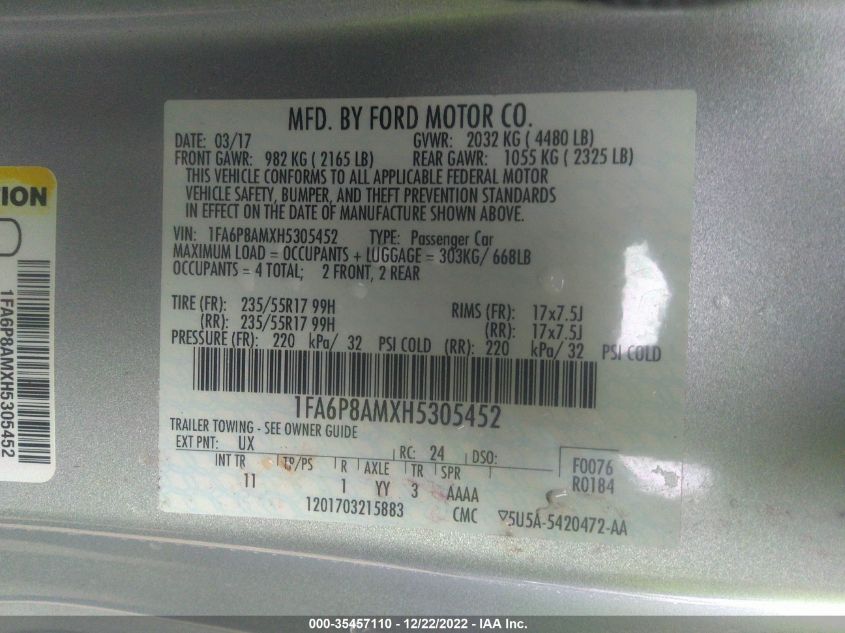 MFD. BY FORD MOTOR CO.
DATE: 03/17 GVWR: 2032 KG ( 4480 LB)
FRONT GAWR: 982 KG ( 2165 LB) REAR GAWR: 1055 KG ( 2325 LB)
THIS VEHICLE CONFORMS TO ALL APPLICABLE FEDERAL MOTOR
VEHICLE SAFETY, BUMPER, AND THEFT PREVENTION STANDARDS
IN EFFECT ON THE DATE OF MANUFACTURE SHOWN ABOVE.
VIN: 1FA6P8AMXH5305452 TYPE: Passenger Car
MAXIMUM LOAD = OCCUPANTS + LUGGAGE = 303KG/ 668LB
OCCUPANTS = 4 TOTAL; 2 FRONT, 2 REAR
TIRE (FR): 235/55R17 99H RIMS (FR): 17x7.5J
(RR): 235/55R17 99H (RR): 17x7.5J
PRESSURE (FR): 220 kPa/ 32 PSI COLD (RR): 220 kPa/ 32 PSI COLD
1FA6P8AMXH5305452
TRAILER TOWING - SEE OWNER GUIDE
EXT PNT: UX RC: 24 DSO:
INT TR TP/PS R AXLE TR SPR
11 1 YY 3 AAAA
F0076
R0184
1201703215883 CMC 5U5A-5420472-AA
TION
1FA6P8AMXH5305452
000-35457110 - 12/22/2022 - IAA Inc.